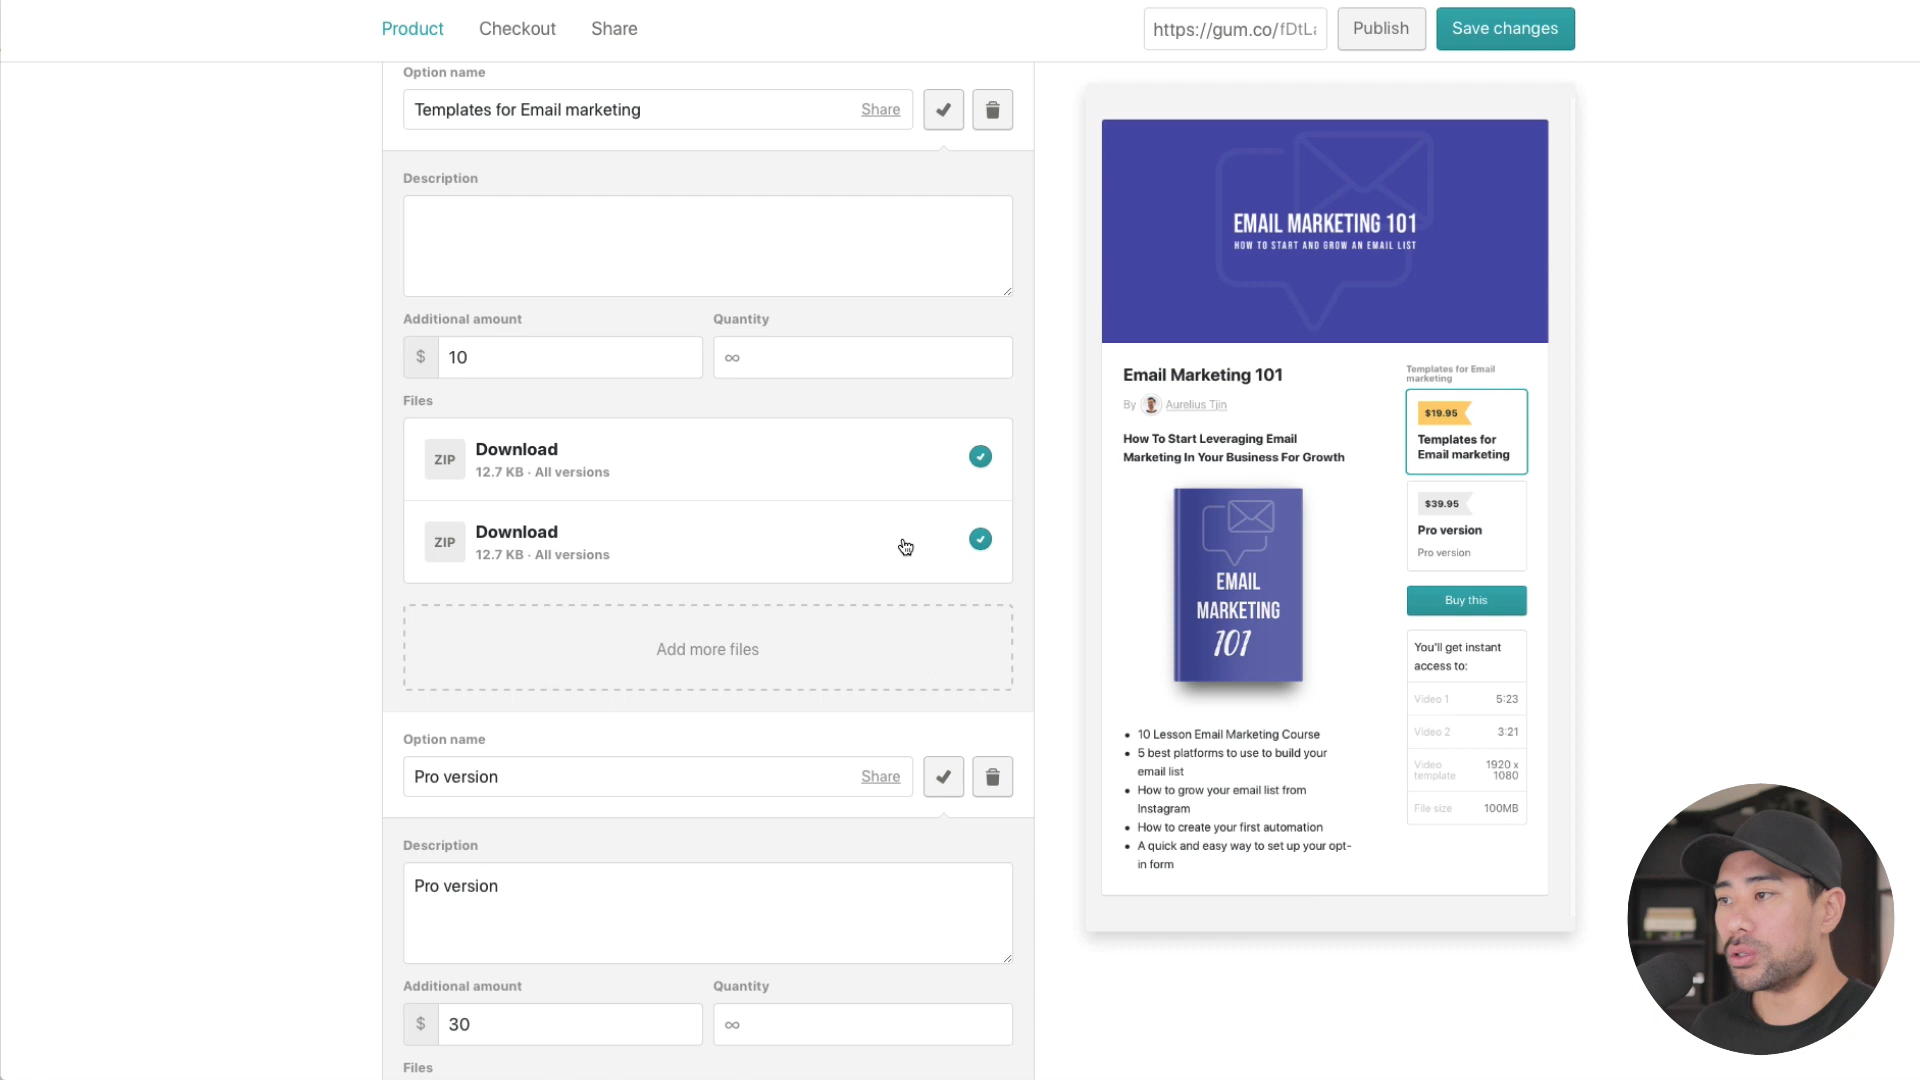 Product
Checkout
Share
https://gum.co/fDtL
Publish
Save changes
Option name
Templates for Email marketing
Share
Description
Additional amount
Quantity
$
10
∞
Files
ZIP
Download
12.7 KB · All versions
ZIP
Download
12.7 KB · All versions
Add more files
Option name
Pro version
Share
Description
Pro version
Additional amount
Quantity
$
30
∞
Files
EMAIL MARKETING 101
HOW TO START AND GROW AN EMAIL LIST
Email Marketing 101
By Aurelius Tjin
How To Start Leveraging Email
Marketing In Your Business For Growth
EMAIL
MARKETING
101
• 10 Lesson Email Marketing Course
• 5 best platforms to use to build your
email list
• How to grow your email list from
Instagram
• How to create your first automation
• A quick and easy way to set up your opt-
in form
Templates for Email
marketing
$19.95
Templates for
Email marketing
$39.95
Pro version
Pro version
Buy this
You'll get instant
access to:
Video 1 5:23
Video 2 3:21
Video 1920 x
template 1080
File size 100MB